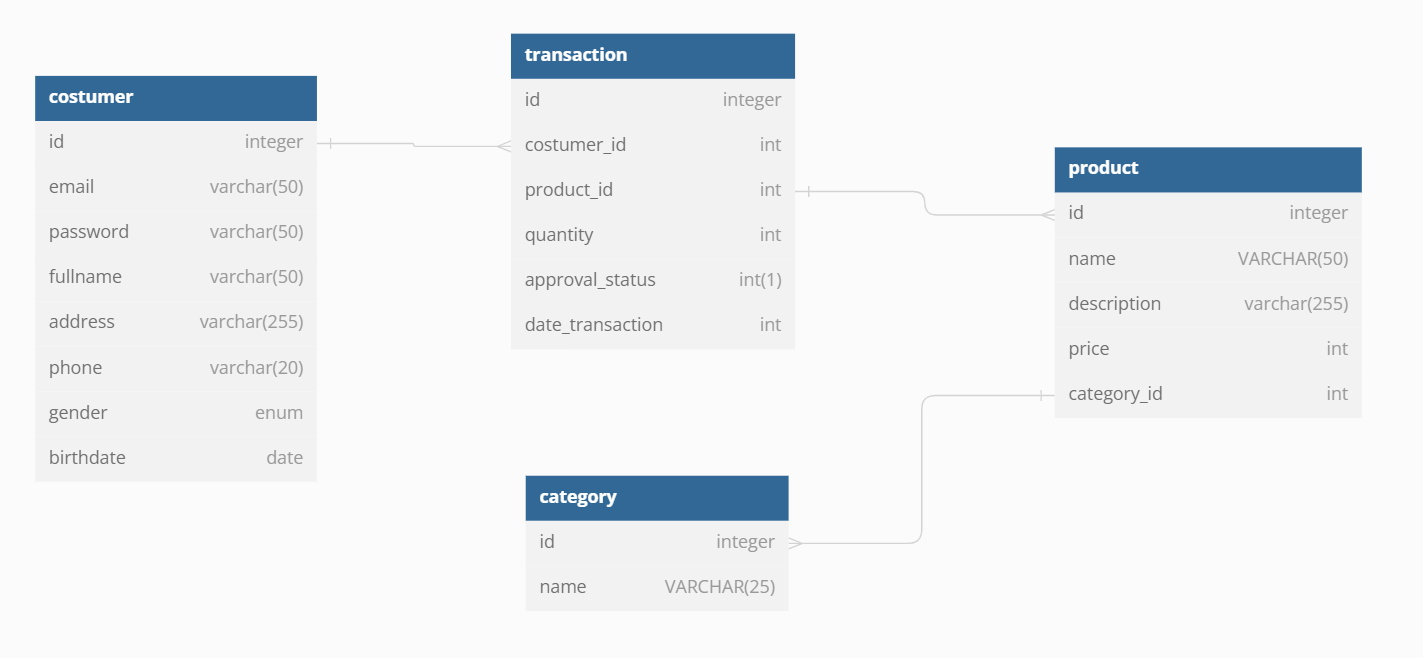 costumer
id integer
email varchar(50)
password varchar(50)
fullname varchar(50)
address varchar(255)
phone varchar(20)
gender enum
birthdate date
transaction
id integer
costumer_id int
product_id int
quantity int
approval_status int(1)
date_transaction int
product
id integer
name VARCHAR(50)
description varchar(255)
price int
category_id int
category
id integer
name VARCHAR(25)